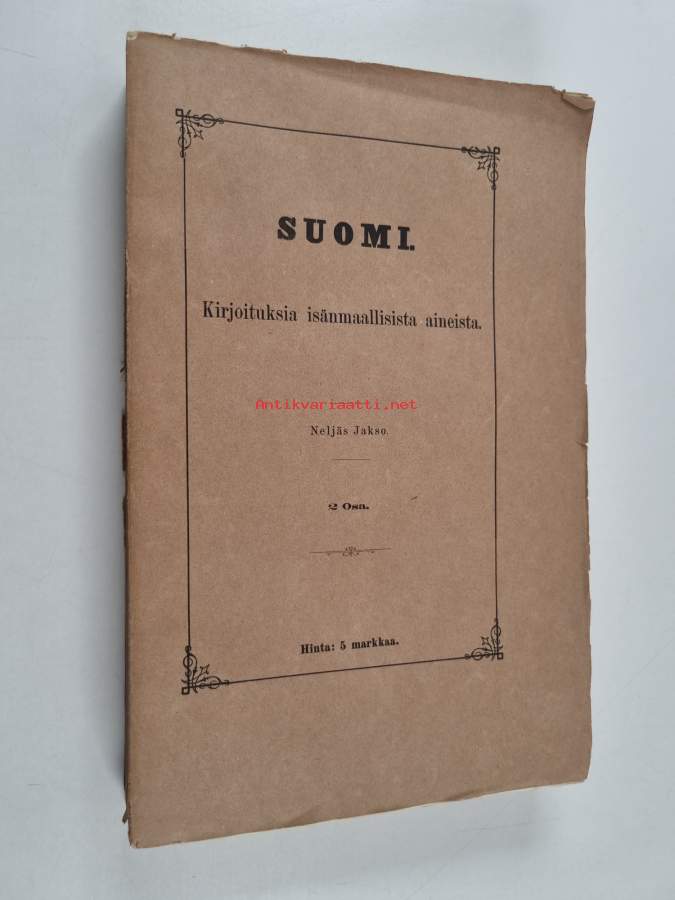 SUOMI.
Kirjoituksia isänmaallisista aineista.
Antikvariaatti.net
Neljäs Jakso.
2 Osa.
Hinta: 5 markkaa.